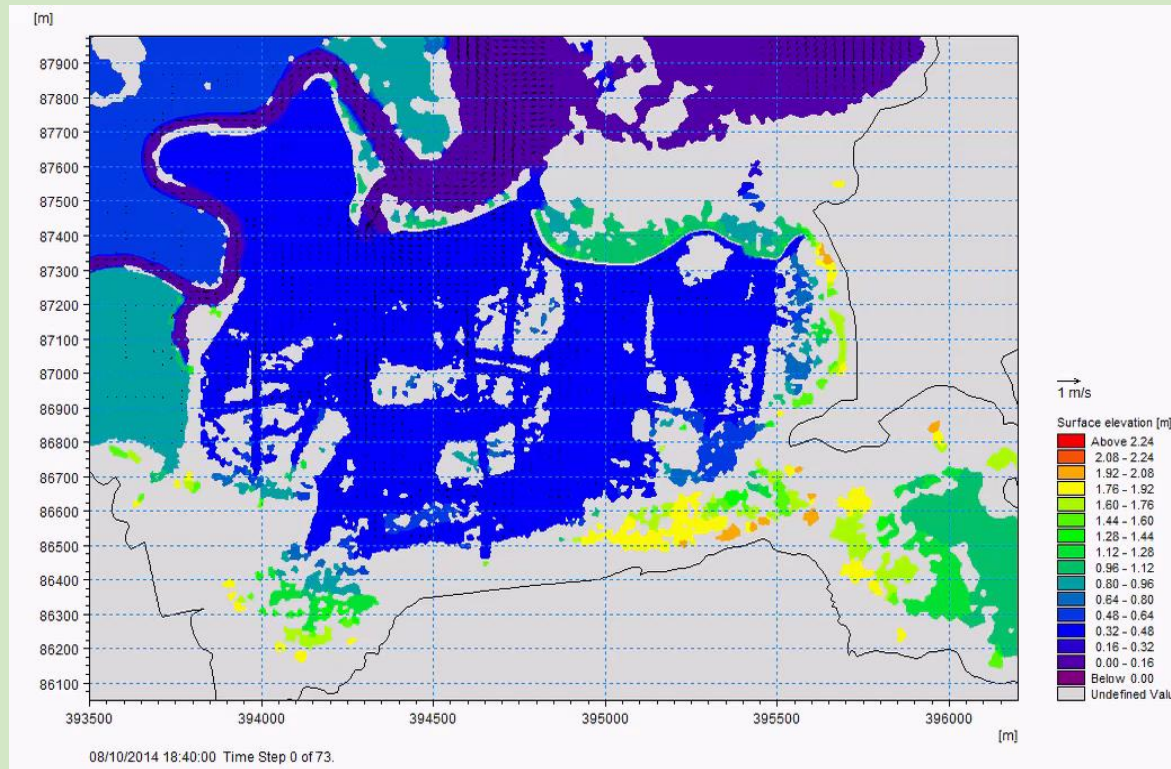 [m]
87900
87800
87700
87600
87500
87400
87300
87200
87100
87000
86900
86800
86700
86600
86500
86400
86300
86200
86100
393500 394000 394500 395000 395500 396000
[m]
08/10/2014 18:40:00 Time Step 0 of 73.
1 m/s
Surface elevation [m]
Above 2.24
2.08 - 2.24
1.92 - 2.08
1.76 - 1.92
1.60 - 1.76
1.44 - 1.60
1.28 - 1.44
1.12 - 1.28
0.96 - 1.12
0.80 - 0.96
0.64 - 0.80
0.48 - 0.64
0.32 - 0.48
0.16 - 0.32
0.00 - 0.16
Below 0.00
Undefined Valu